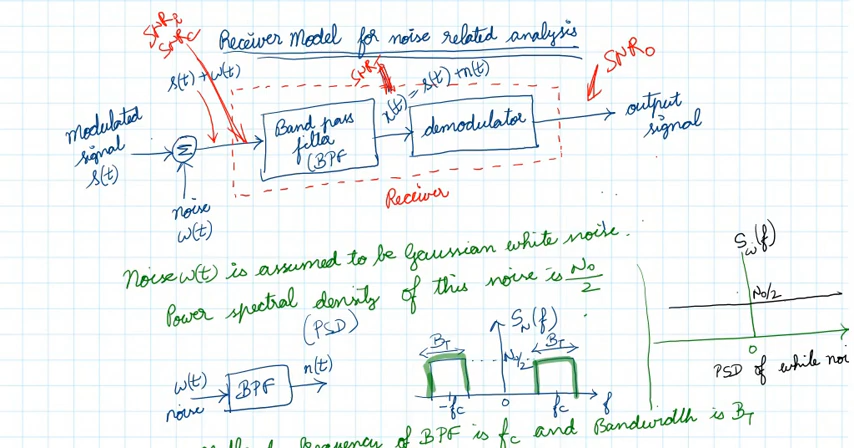 Receiver Model for noise related analysis
SNRc
SNRI
SNRO
s(t) + w(t)
x(t) = s(t) + n(t)
Modulated
signal
s(t)
Σ
Band pass
filter
(BPF
demodulator
output
signal
noise
w(t)
Receiver
Noise w(t) is assumed to be Gaussian white noise.
Power spectral density of this noise is N0/2
(PSD)
w(t)
noise
BPF
n(t)
SN(f)
BT
N0/2
BT
-fc
0
fc
f
Sw(f)
N0/2
0
PSD of white noi
frequency of BPF is fc and Bandwidth is BT